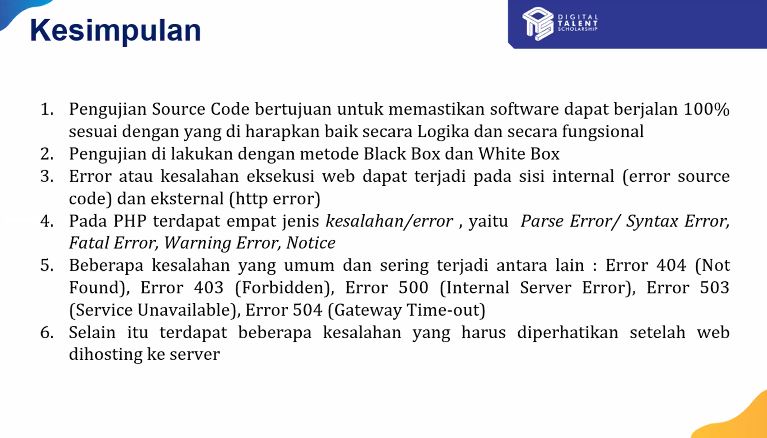 Kesimpulan
DIGITAL
TALENT
SCHOLARSHIP
1. Pengujian Source Code bertujuan untuk memastikan software dapat berjalan 100%
sesuai dengan yang di harapkan baik secara Logika dan secara fungsional
2. Pengujian di lakukan dengan metode Black Box dan White Box
3. Error atau kesalahan eksekusi web dapat terjadi pada sisi internal (error source
code) dan eksternal (http error)
4. Pada PHP terdapat empat jenis kesalahan/error , yaitu Parse Error/ Syntax Error,
Fatal Error, Warning Error, Notice
5. Beberapa kesalahan yang umum dan sering terjadi antara lain : Error 404 (Not
Found), Error 403 (Forbidden), Error 500 (Internal Server Error), Error 503
(Service Unavailable), Error 504 (Gateway Time-out)
6. Selain itu terdapat beberapa kesalahan yang harus diperhatikan setelah web
dihosting ke server